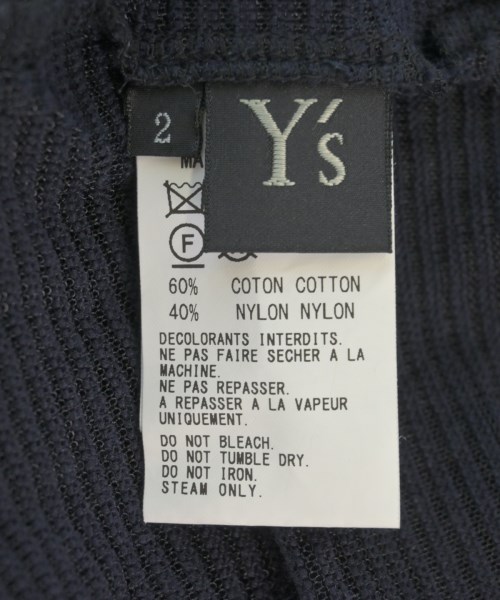 2
Y's
MA
F
60% COTON COTTON
40% NYLON NYLON
DECOLORANTS INTERDITS.
NE PAS FAIRE SECHER A LA
MACHINE.
NE PAS REPASSER.
A REPASSER A LA VAPEUR
UNIQUEMENT.
DO NOT BLEACH.
DO NOT TUMBLE DRY.
DO NOT IRON.
STEAM ONLY.